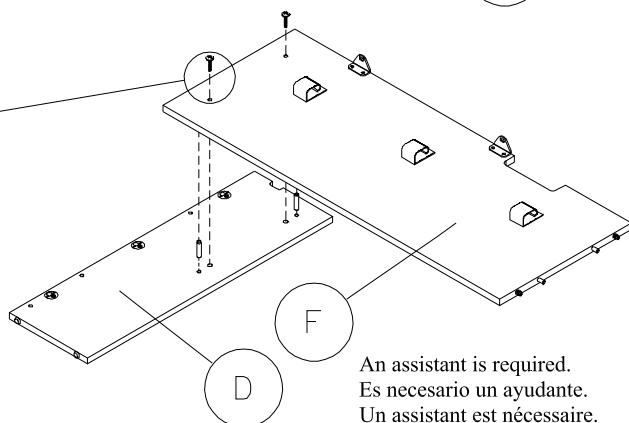 F
D
An assistant is required.
Es necesario un ayudante.
Un assistant est nécessaire.